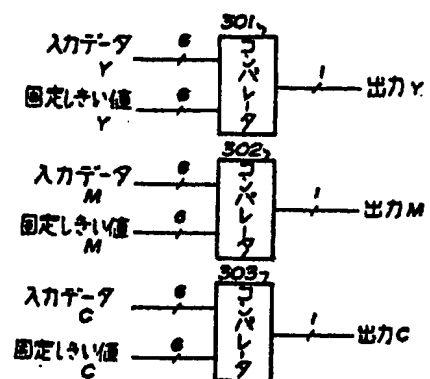 301
入力データ 6
Y
コンパレータ
1 出力Y
固定しきい値 6
Y
302
入力データ 6
M
コンパレータ
1 出力M
固定しきい値 6
M
303
入力データ 6
C
コンパレータ
1 出力C
固定しきい値 6
C